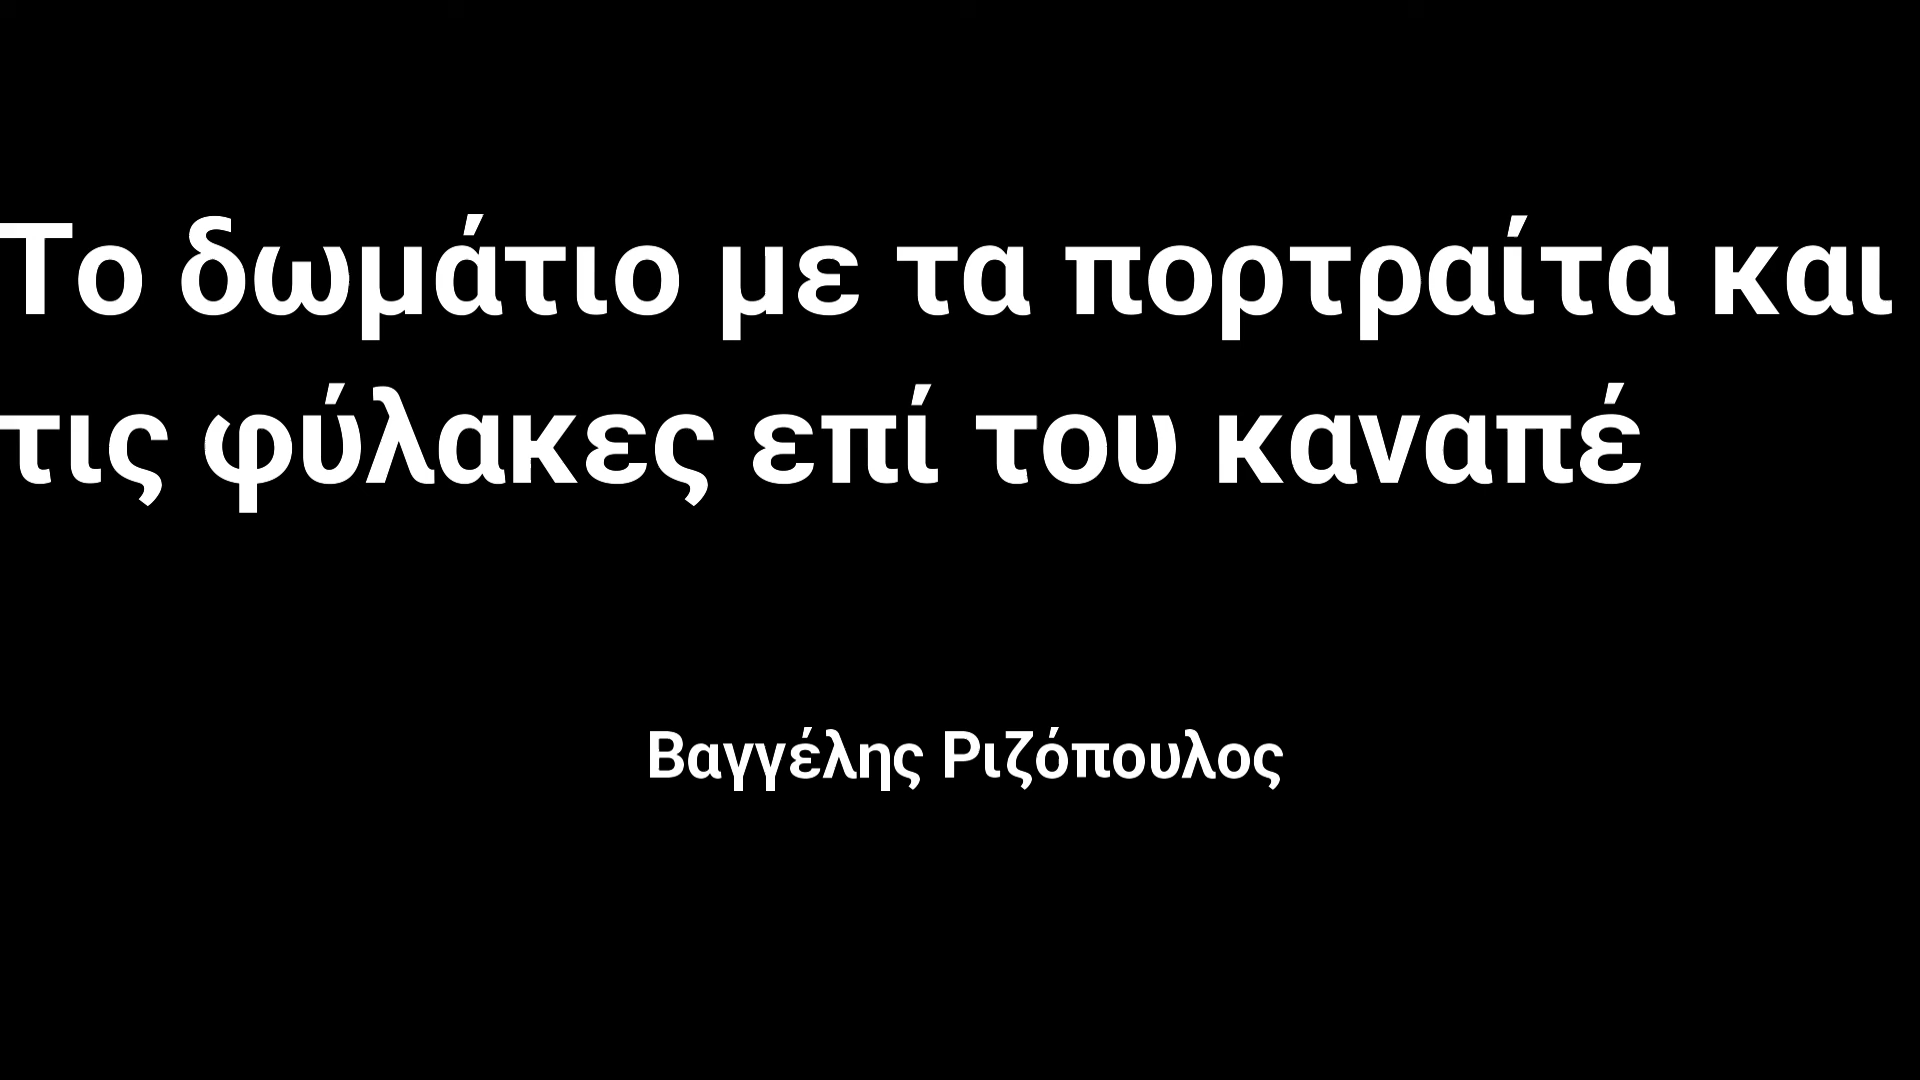 Το δωμάτιο με τα πορτραίτα και
τις φύλακες επί του καναπέ
Βαγγέλης Ριζόπουλος